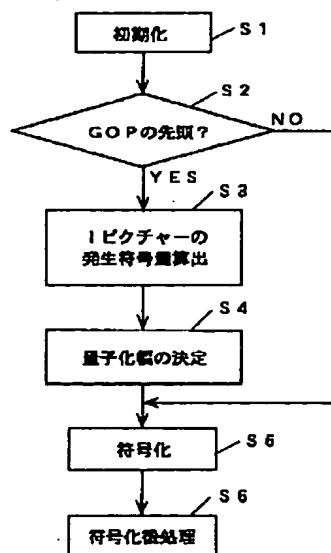 初期化
S1
S2
GOPの先頭?
NO
YES
S3
Iピクチャーの
発生符号量算出
S4
量子化幅の決定
符号化
S5
S6
符号化後処理